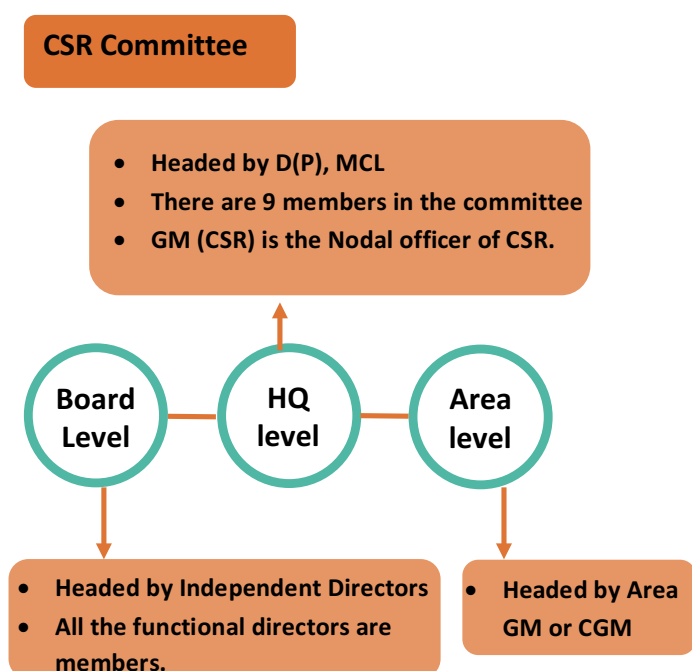 CSR Committee
• Headed by D(P), MCL
• There are 9 members in the committee
• GM (CSR) is the Nodal officer of CSR.
Board
Level
HQ
level
Area
level
• Headed by Independent Directors
• All the functional directors are
members.
• Headed by Area
GM or CGM